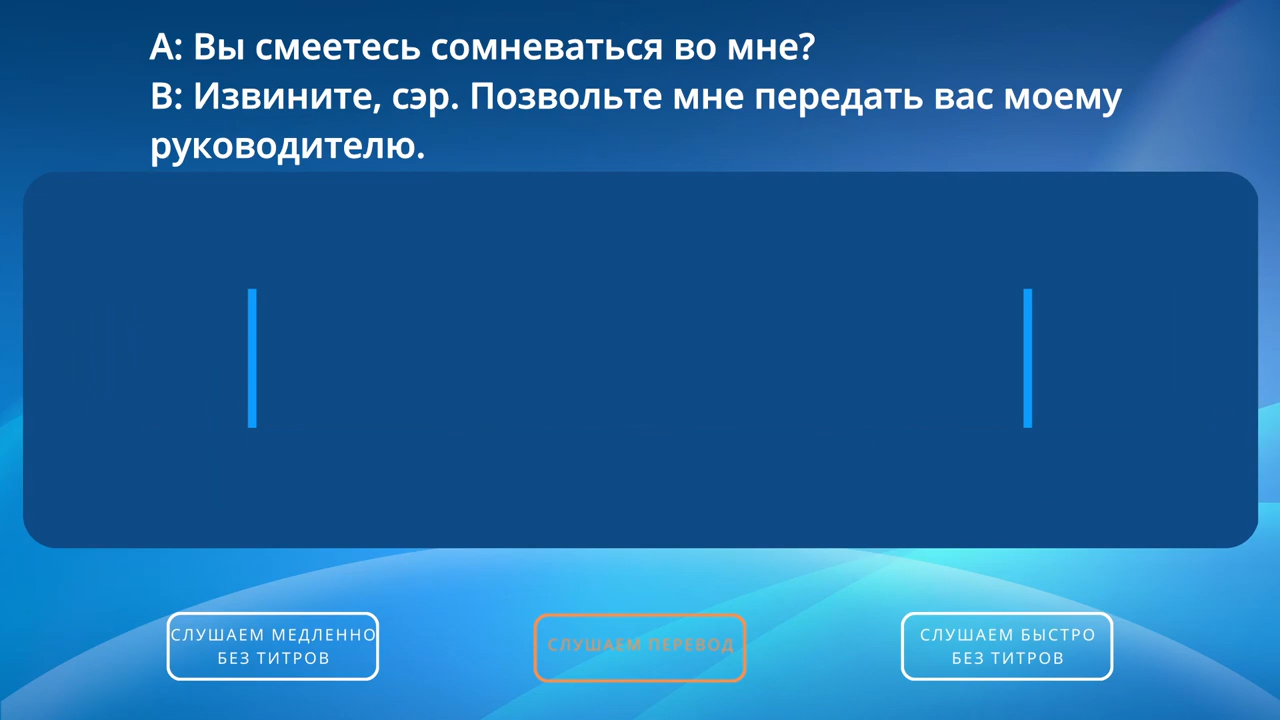 А: Вы смеетесь сомневаться во мне?
В: Извините, сэр. Позвольте мне передать вас моему
руководителю.
СЛУШАЕМ МЕДЛЕННО
БЕЗ ТИТРОВ
СЛУШАЕМ ПЕРЕВОД
СЛУШАЕМ БЫСТРО
БЕЗ ТИТРОВ